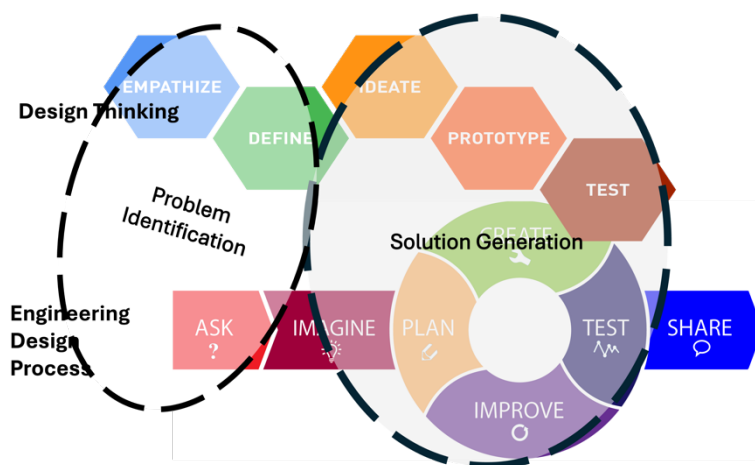 EMPATHIZE
IDEATE
Design Thinking
DEFINE
PROTOTYPE
TEST
Problem
Identification
Solution Generation
CREATE
Engineering
Design
Process
ASK
?
IMAGINE
PLAN
TEST
SHARE
IMPROVE